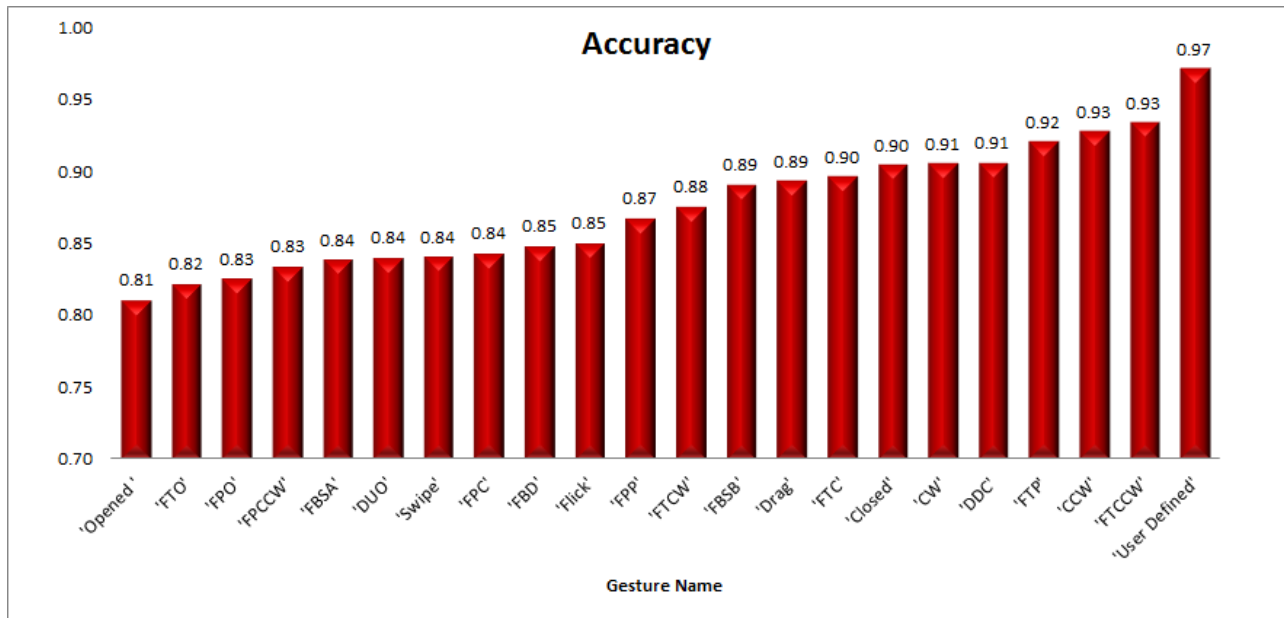 Accuracy
1.00
0.95
0.90
0.85
0.80
0.75
0.70
0.81
0.82
0.83
0.83
0.84
0.84
0.84
0.84
0.85
0.85
0.87
0.88
0.89
0.89
0.90
0.90
0.91
0.91
0.92
0.93
0.93
0.97
'Opened '
'FTO'
'FPO'
'FPCCW'
'FBSA'
'DUO'
'Swipe'
'FPC'
'FBD'
'Flick'
'FPP'
'FTCW'
'FBSB'
'Drag'
'FTC'
'Closed'
'CW'
'DDC'
'FTP'
'CCW'
'FTCCW'
'User Defined'
Gesture Name